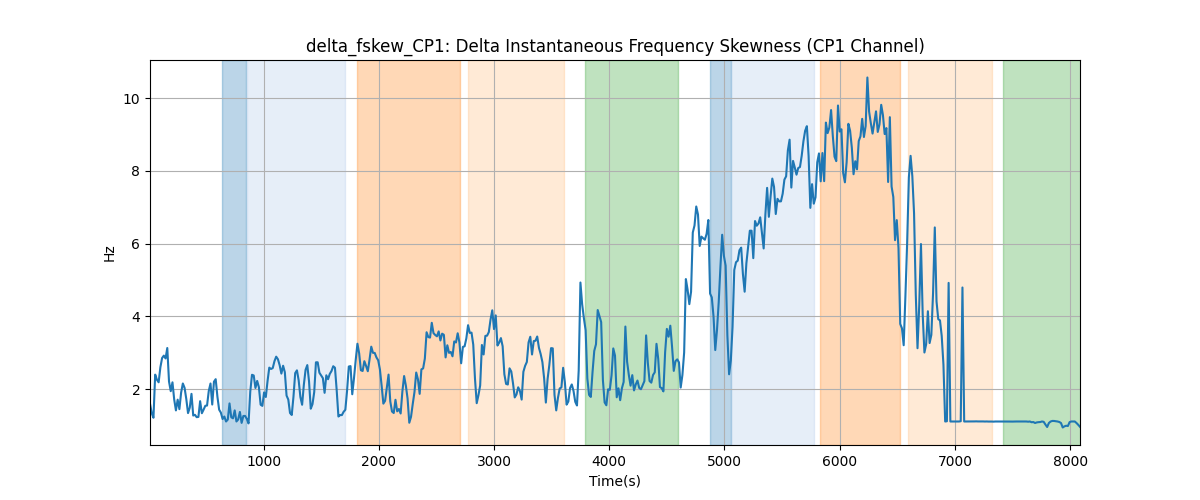 delta_fskew_CP1: Delta Instantaneous Frequency Skewness (CP1 Channel)
10
8
6
4
2
Hz
1000 2000 3000 4000 5000 6000 7000 8000
Time(s)